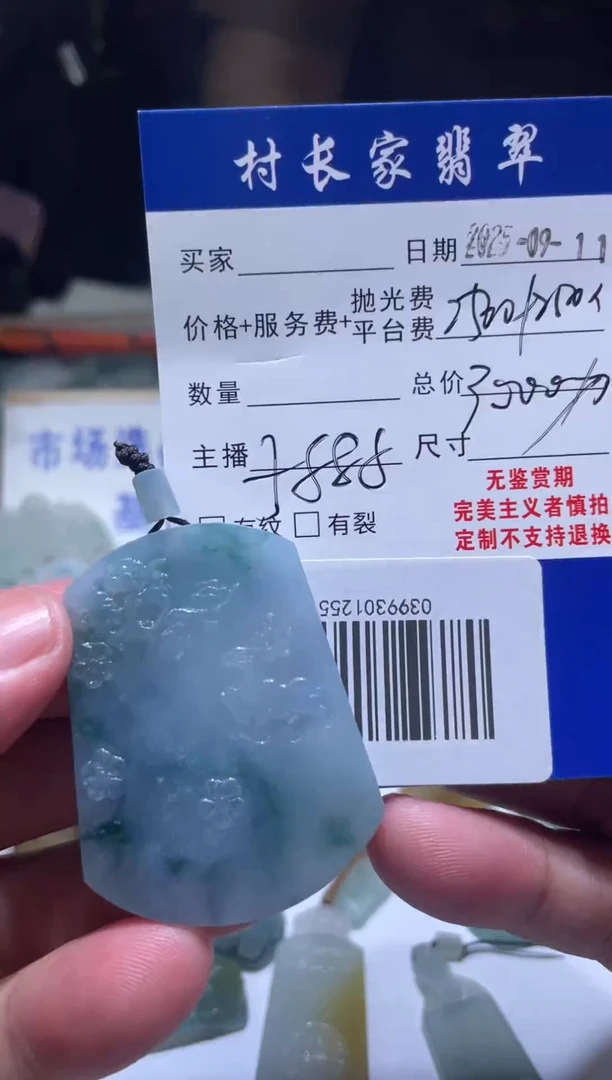 村长家翡翠
买家 日期 2025-09-11
价格+服务费+抛光费平台费
数量 总价
主播 7888 尺寸
无鉴赏期
有纹 □有裂 完美主义者慎拍
定制不支持退换
0399301255
市场